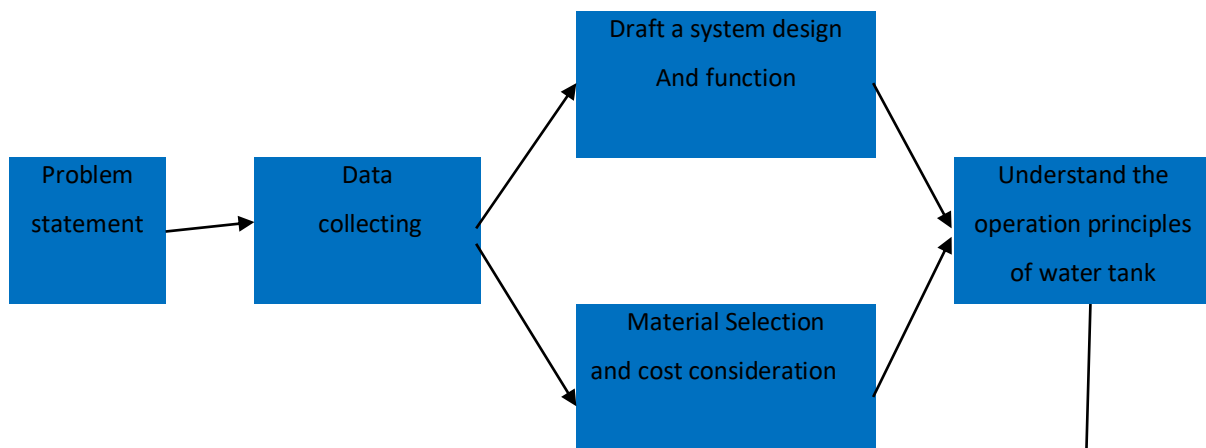 Draft a system design
And function
Problem
statement
Data
collecting
Understand the
operation principles
of water tank
Material Selection
and cost consideration